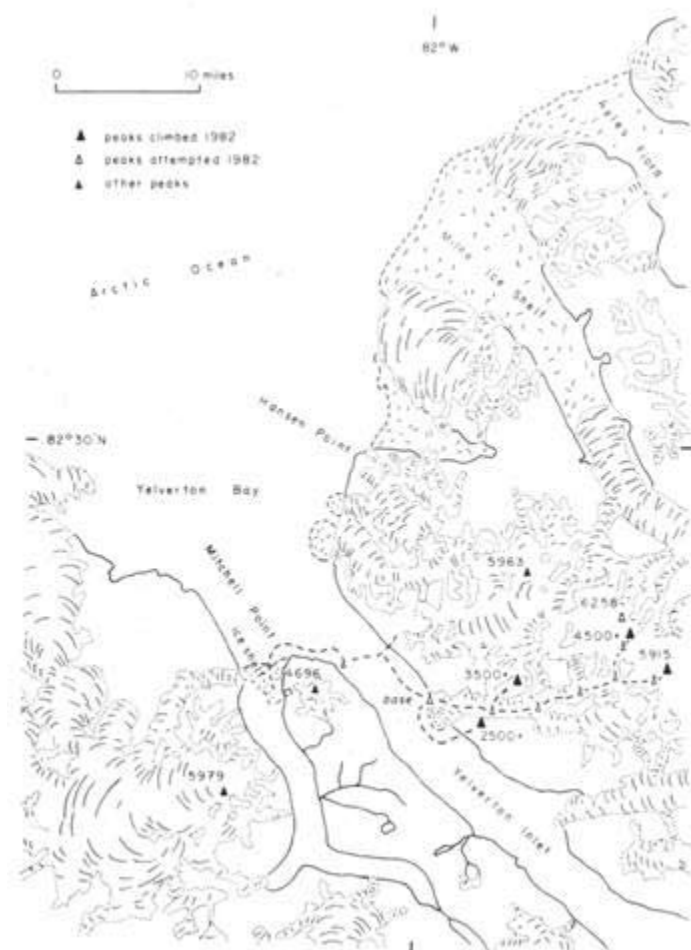 82° W
0 10 miles
peaks climbed 1982
peaks attempted 1982
other peaks
Ayles Fiord
Milne Ice Shelf
Arctic Ocean
Hansen Point
82°30'N
Yelverton Bay
Mitchell Point
ice shelf
5963
6258
4500+
5915
4696
3500+
base
2500+
5979
Yelverton Inlet